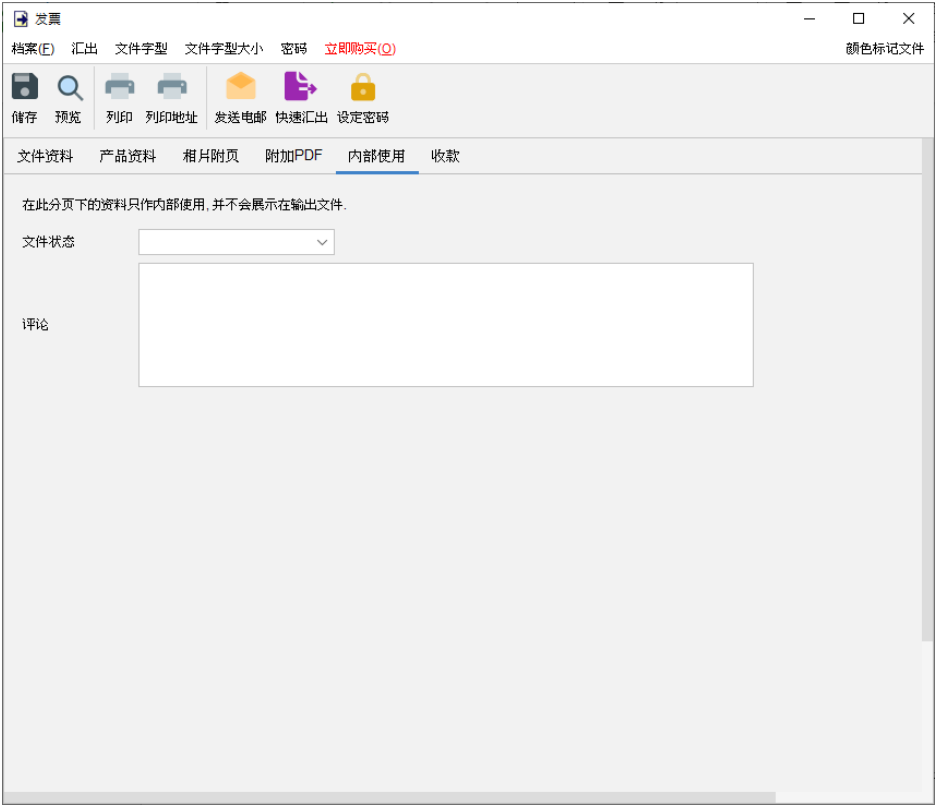 发票
档案(F) 汇出 文件字型 文件字型大小 密码 立即购买(O) 颜色标记文件
储存 预览 列印 列印地址 发送电邮 快速汇出 设定密码
文件资料 产品资料 相片附页 附加PDF 内部使用 收款
在此分页下的资料只作内部使用, 并不会展示在输出文件.
文件状态
评论